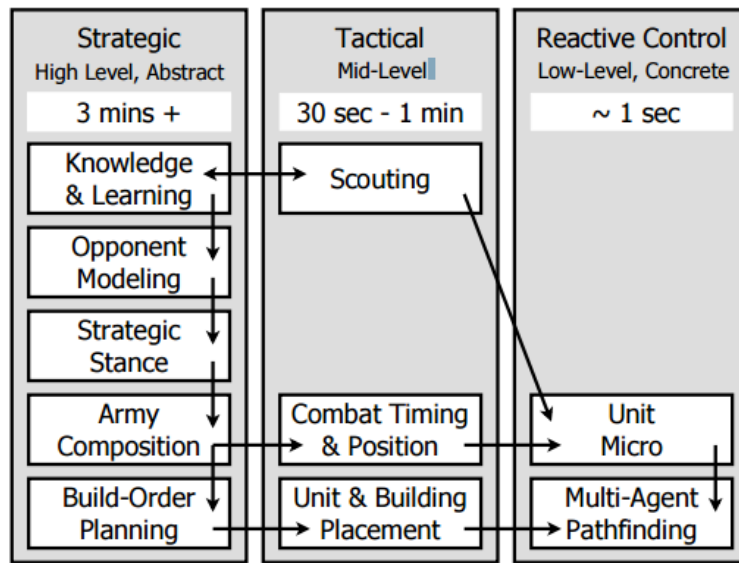 Strategic
High Level, Abstract
3 mins +
Knowledge
& Learning
Opponent
Modeling
Strategic
Stance
Army
Composition
Build-Order
Planning
Tactical
Mid-Level
30 sec - 1 min
Scouting
Combat Timing
& Position
Unit & Building
Placement
Reactive Control
Low-Level, Concrete
~ 1 sec
Unit
Micro
Multi-Agent
Pathfinding